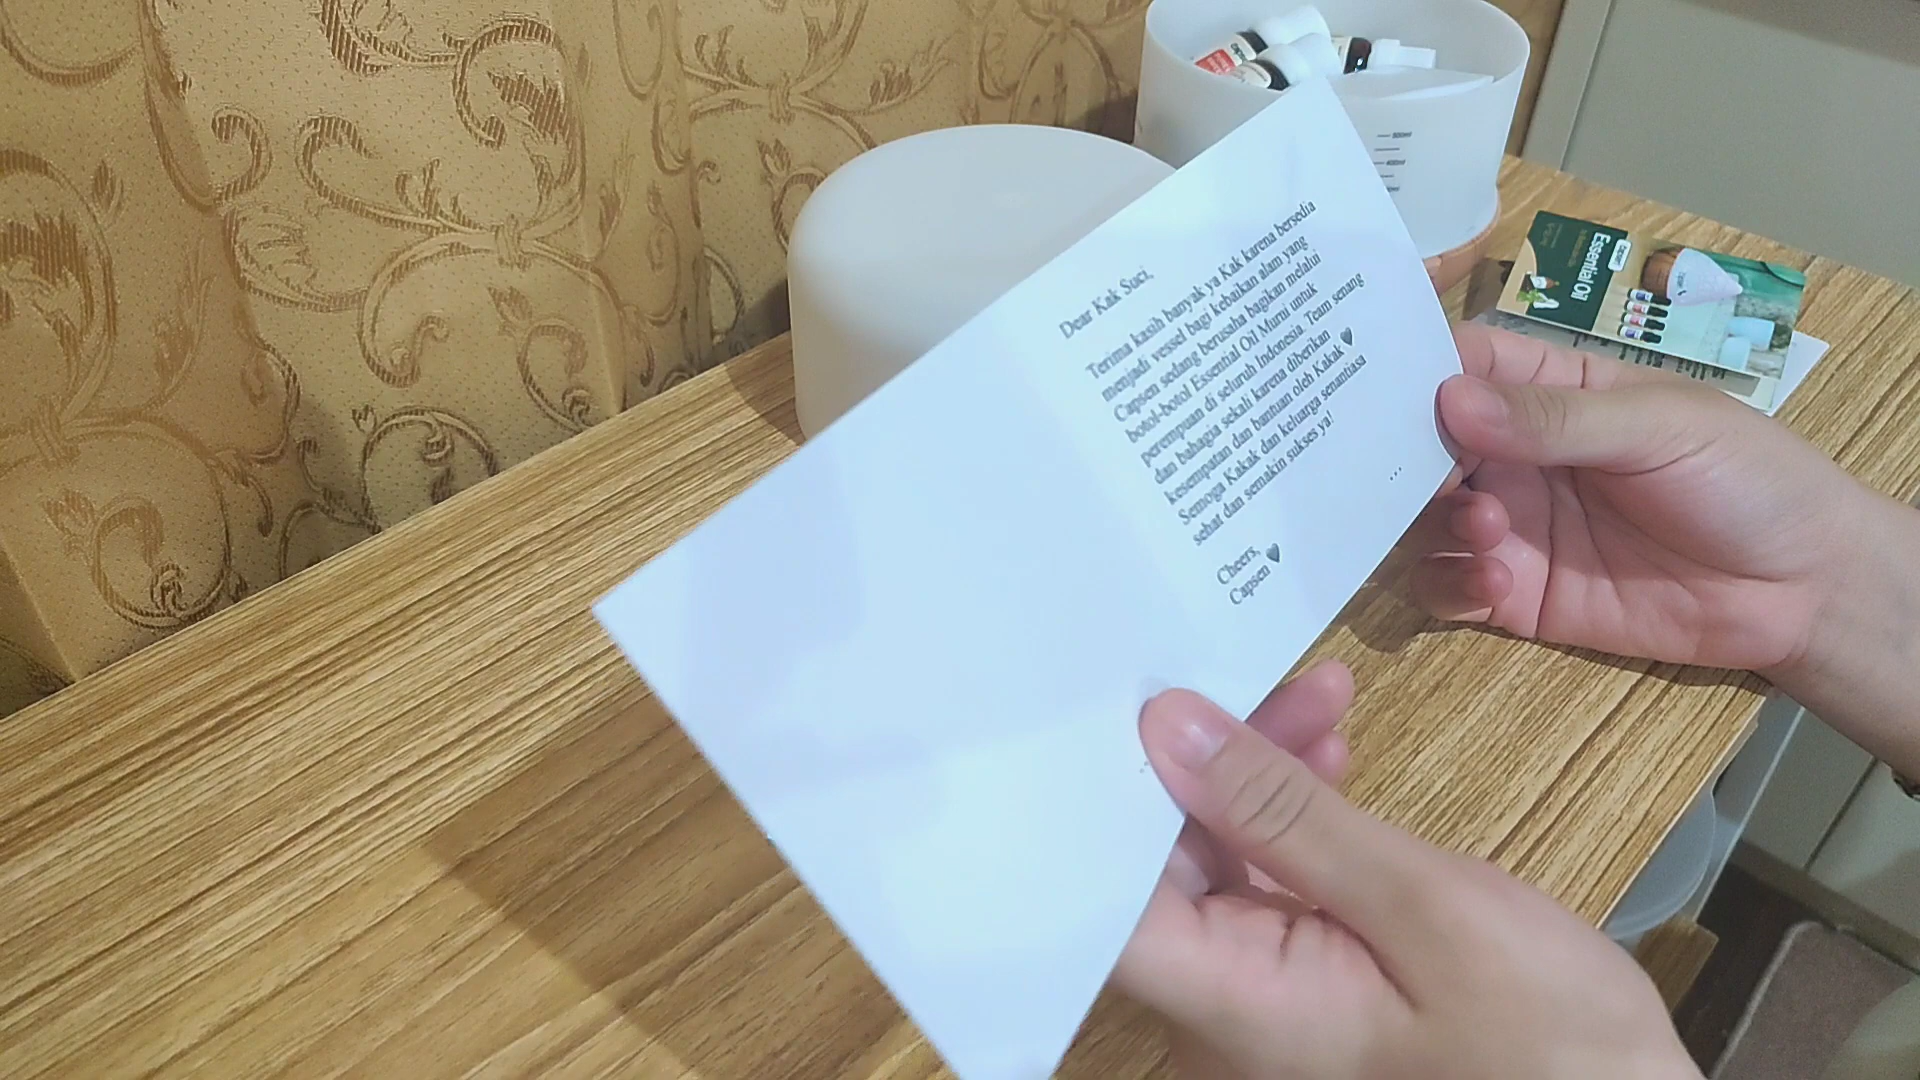 Dear Kak Suci,
Terima kasih banyak ya Kak karena bersedia
menjadi vessel bagi kebaikan alam yang
Capsen sedang berusaha bagikan melalui
botol-botol Essential Oil Murni untuk
perempuan di seluruh Indonesia. Team senang
dan bahagia sekali karena diberikan
kesempatan dan bantuan oleh Kakak🖤
Semoga Kakak dan keluarga senantiasa
sehat dan semakin sukses ya!
...
Cheers,
Capsen 🖤
500ml
400ml
Essential Oil